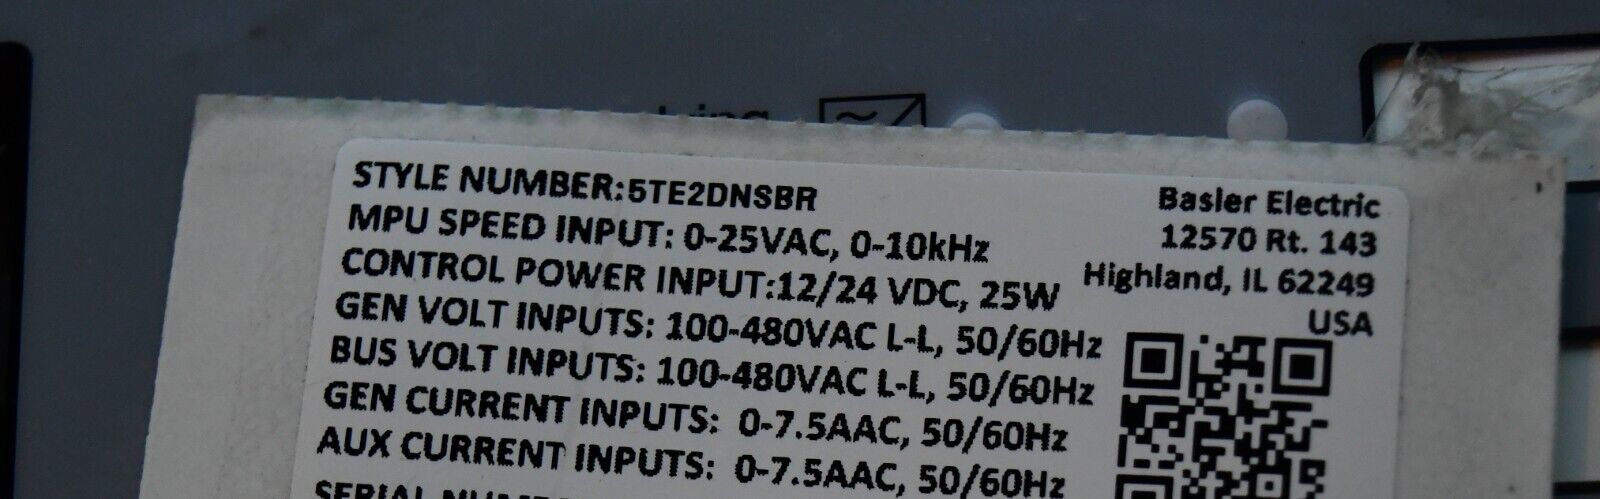 STYLE NUMBER:5TE2DNSBR
MPU SPEED INPUT: 0-25VAC, 0-10kHz
CONTROL POWER INPUT:12/24 VDC, 25W
GEN VOLT INPUTS: 100-480VAC L-L, 50/60Hz
BUS VOLT INPUTS: 100-480VAC L-L, 50/60Hz
GEN CURRENT INPUTS: 0-7.5AAC, 50/60Hz
AUX CURRENT INPUTS: 0-7.5AAC, 50/60Hz
SERIAL
Basler Electric
12570 Rt. 143
Highland, IL 62249
USA